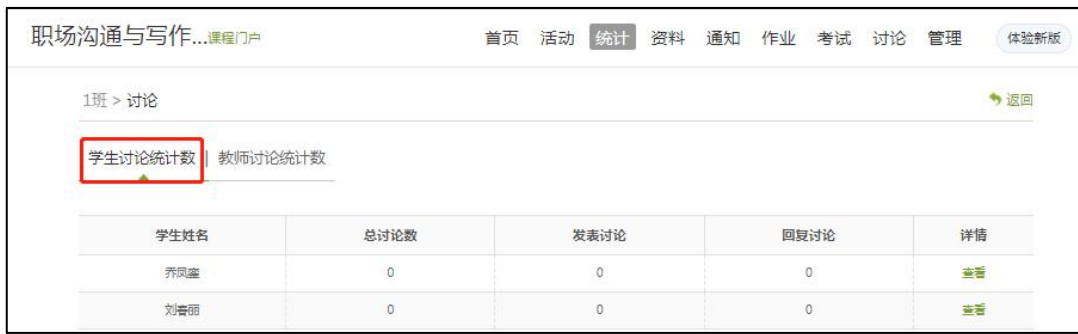 职场沟通与写作...课程门户 首页 活动 统计 资料 通知 作业 考试 讨论 管理 体验新版
1班 > 讨论 返回
学生讨论统计数 | 教师讨论统计数
学生姓名 总讨论数 发表讨论 回复讨论 详情
乔凤銮 0 0 0 查看
刘春丽 0 0 0 查看